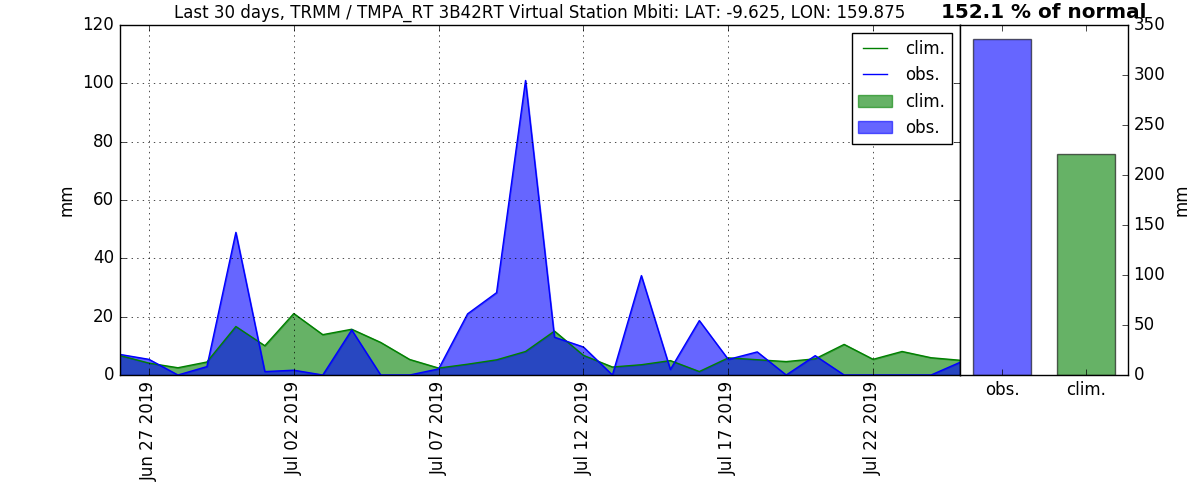 Last 30 days, TRMM / TMPA_RT 3B42RT Virtual Station Mbiti: LAT: -9.625, LON: 159.875
152.1 % of normal
120
100
80
60
40
20
0
mm
clim.
obs.
clim.
obs.
Jun 27 2019
Jul 02 2019
Jul 07 2019
Jul 12 2019
Jul 17 2019
Jul 22 2019
350
300
250
200
150
100
50
0
mm
obs.
clim.